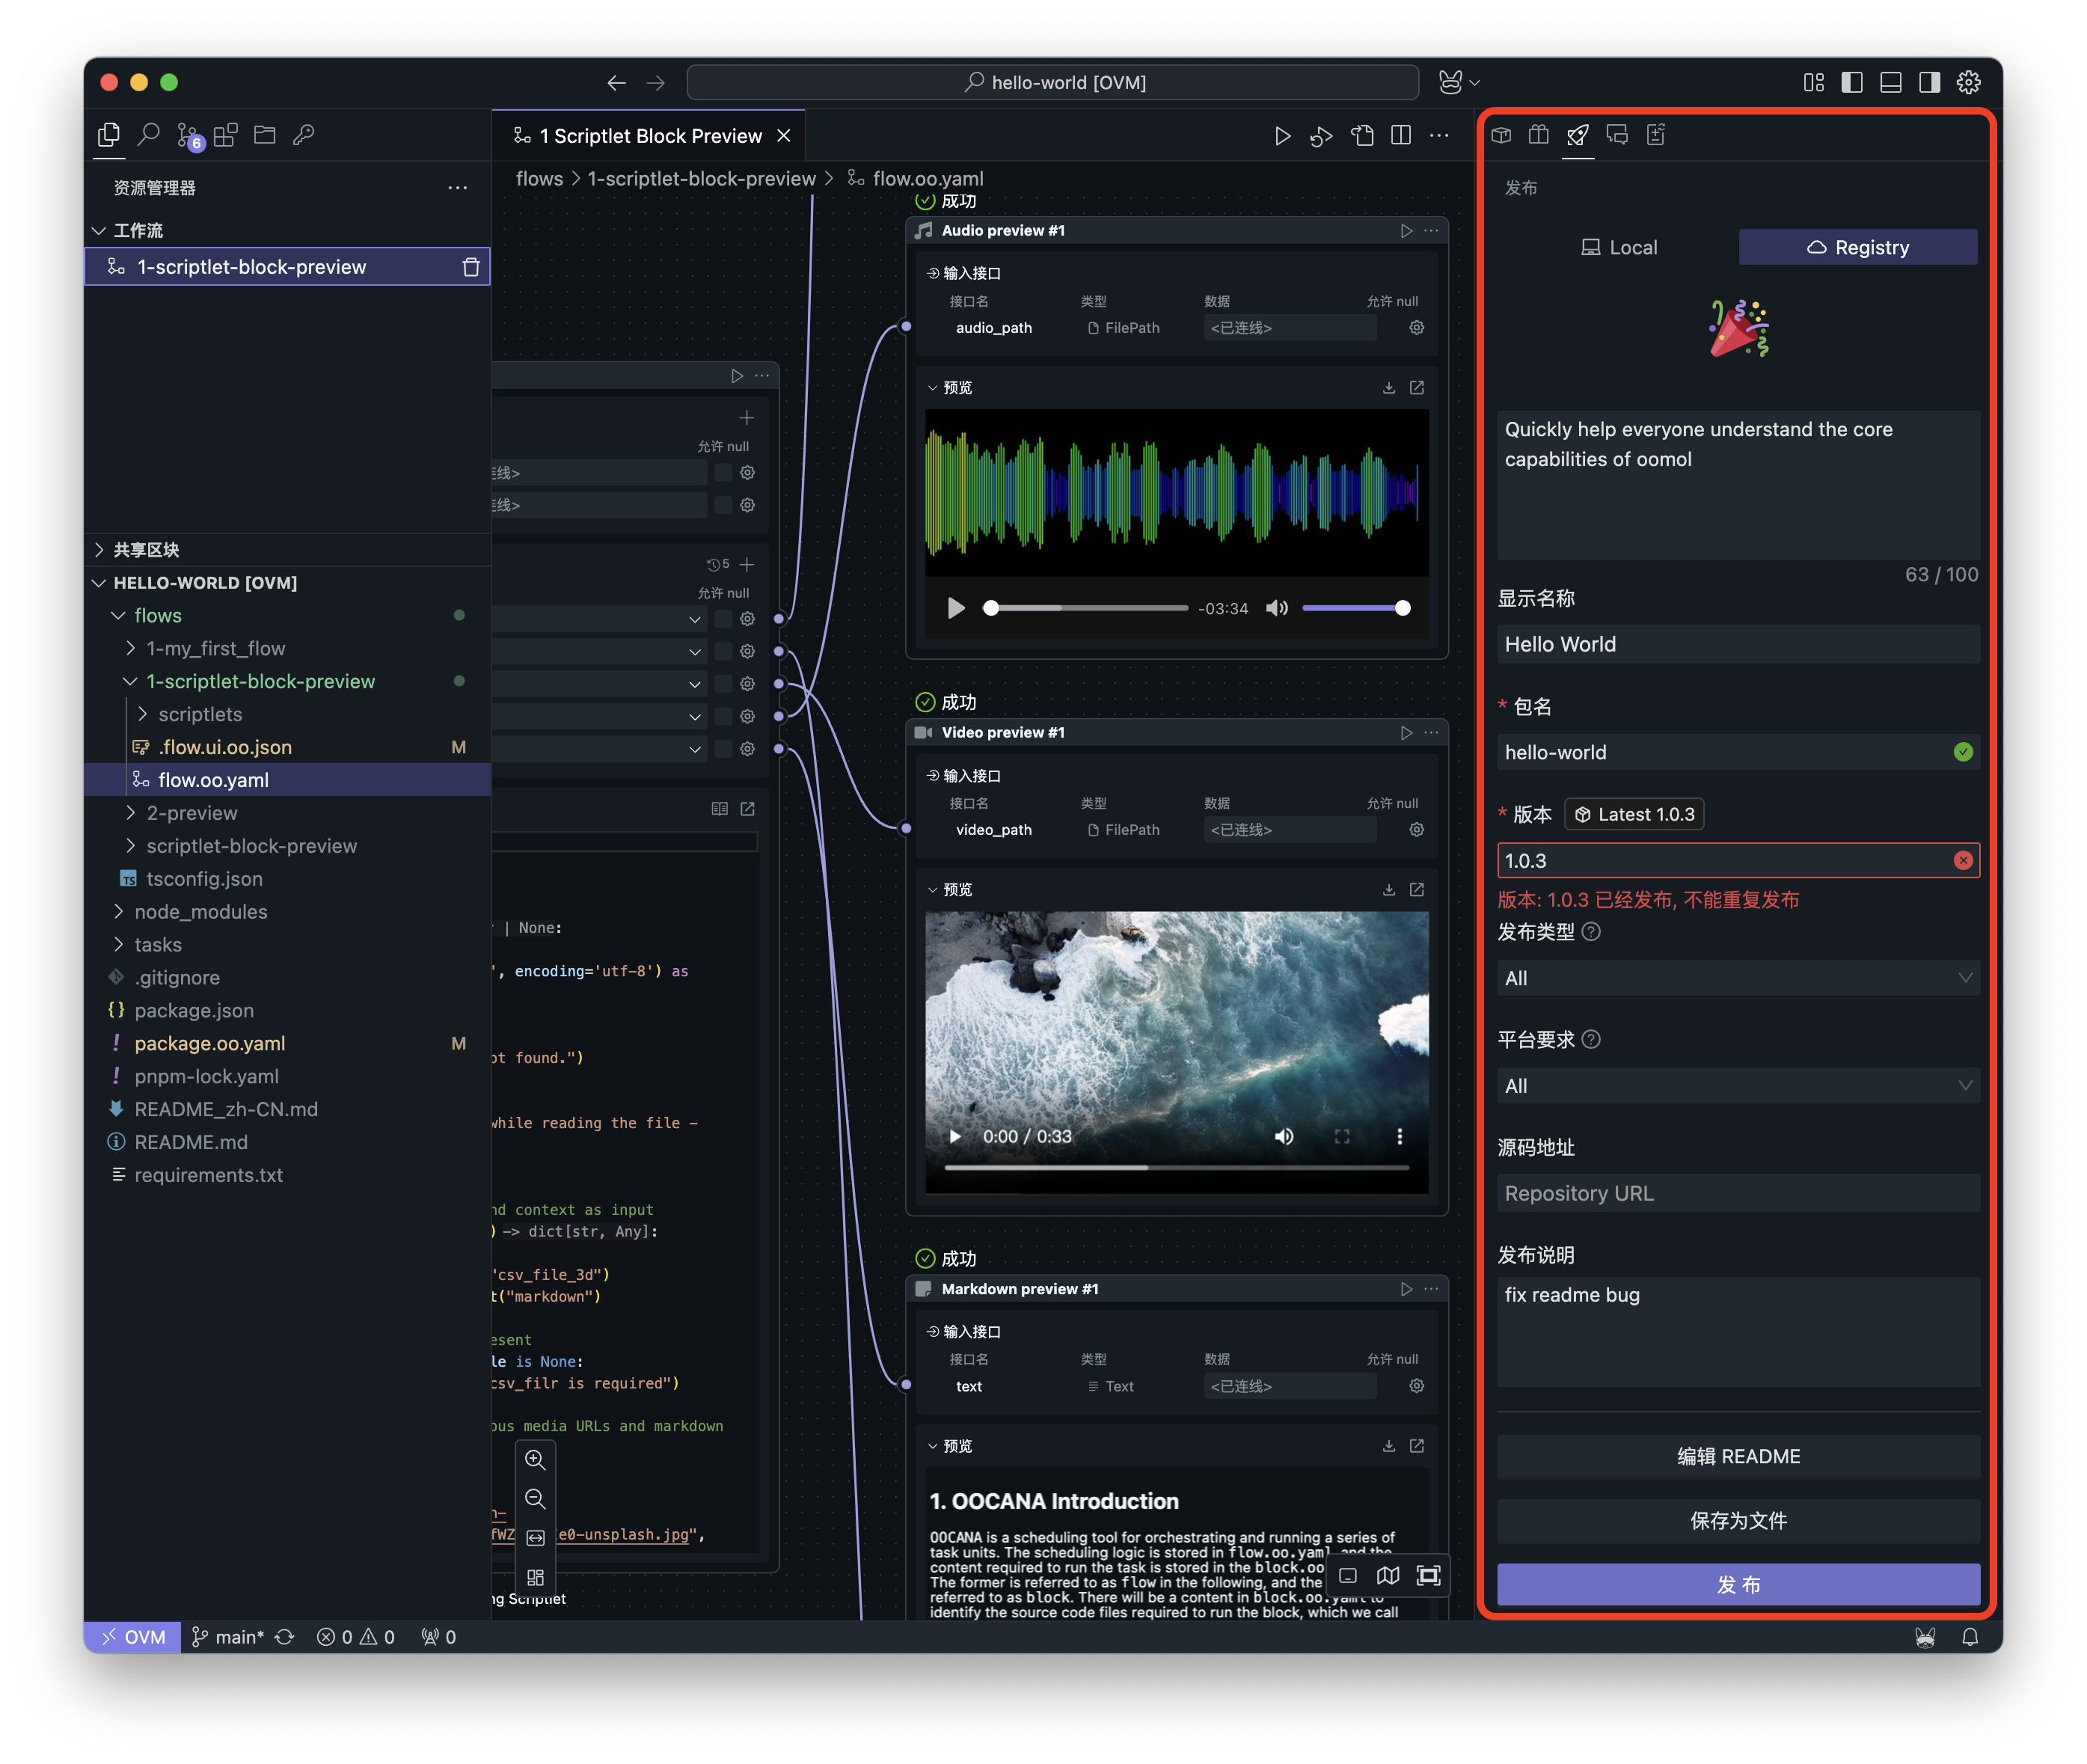 hello-world [OVM]
6
1 Scriptlet Block Preview
资源管理器
工作流
1-scriptlet-block-preview
共享区块
HELLO-WORLD [OVM]
flows
1-my_first_flow
1-scriptlet-block-preview
scriptlets
.flow.ui.oo.json M
flow.oo.yaml
2-preview
scriptlet-block-preview
TS tsconfig.json
node_modules
tasks
.gitignore
{} package.json
! package.oo.yaml M
! pnpm-lock.yaml
README_zh-CN.md
README.md
requirements.txt
flows > 1-scriptlet-block-preview > flow.oo.yaml
允许 null
连线>
连线>
5
允许 null
| None:
', encoding='utf-8') as
ot found.")
while reading the file –
nd context as input
) -> dict[str, Any]:
"csv_file_3d")
t("markdown")
esent
le is None:
csv_filr is required")
ous media URLs and markdown
n-
fWZ
e0-unsplash.jpg",
ng Scriptlet
成功
Audio preview #1
输入接口
接口名 类型 数据 允许 null
audio_path FilePath <已连线>
预览
-03:34
成功
Video preview #1
输入接口
接口名 类型 数据 允许 null
video_path FilePath <已连线>
预览
0:00 / 0:33
成功
Markdown preview #1
输入接口
接口名 类型 数据 允许 null
text Text <已连线>
预览
1. OOCANA Introduction
OOCANA is a scheduling tool for orchestrating and running a series of
task units. The scheduling logic is stored in flow.oo.yaml, and the
content required to run the task is stored in the block.oo
The former is referred to as flow in the following, and the
referred to as block. There will be a content in block.oo.yaml to
identify the source code files required to run the block, which we call
发布
Local
Registry
Quickly help everyone understand the core
capabilities of oomol
63 / 100
显示名称
Hello World
* 包名
hello-world
* 版本 Latest 1.0.3
1.0.3
版本: 1.0.3 已经发布, 不能重复发布
发布类型
All
平台要求
All
源码地址
Repository URL
发布说明
fix readme bug
编辑 README
保存为文件
发 布
OVM main* 0 0 0